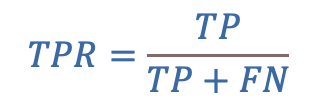 TPR = TP / (TP + FN)